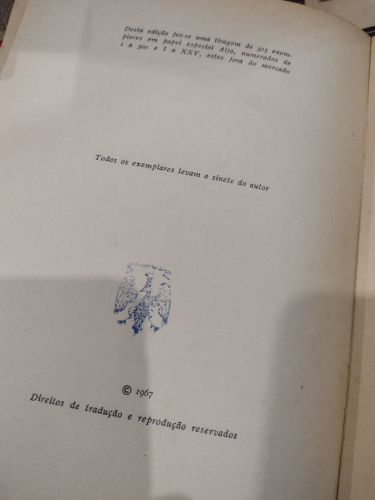 Desta edição fez-se uma tiragem de 525 exem-
plares em papel especial Alfa, numerados de
1 a 500 e I a XXV, estes fora do mercado
Todos os exemplares levam o sinete do autor
© 1967
Direitos de tradução e reprodução reservados